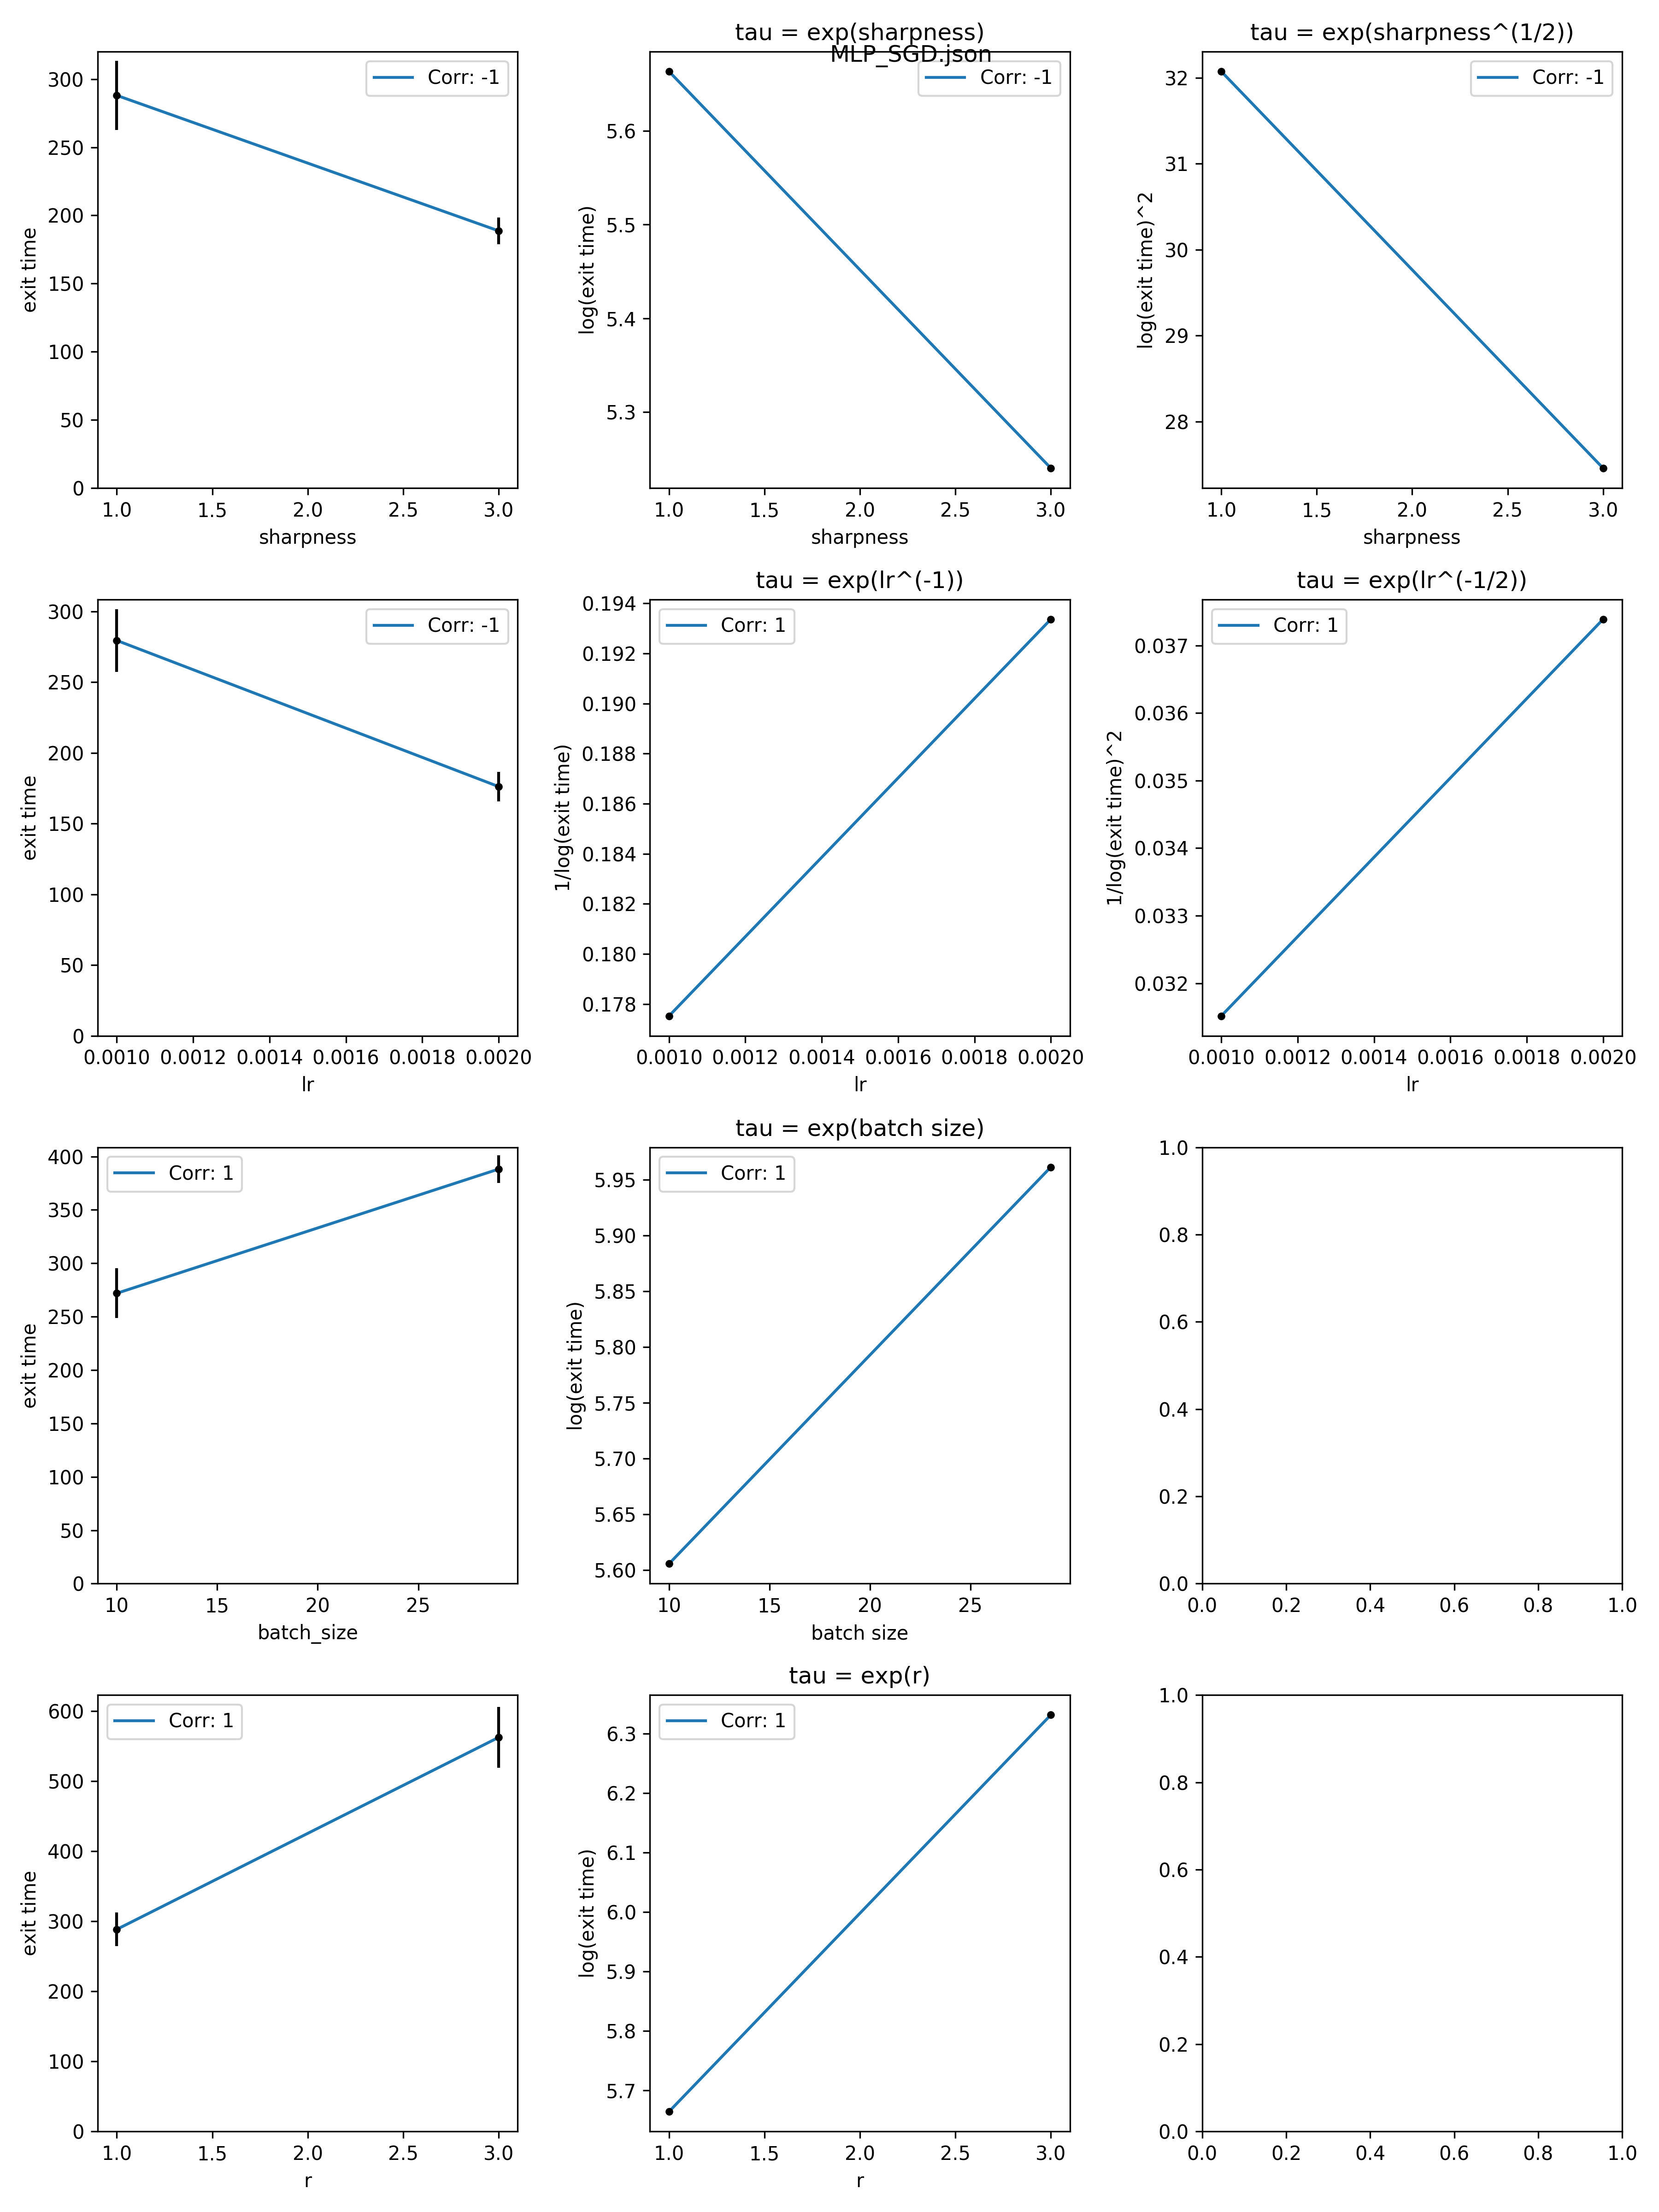 tau = exp(sharpness)
tau = exp(sharpness^(1/2))
MLP_SGD.json
Corr: -1
Corr: -1
Corr: -1
exit time
300
250
200
150
100
50
0
1.0 1.5 2.0 2.5 3.0
sharpness
log(exit time)
5.6
5.5
5.4
5.3
1.0 1.5 2.0 2.5 3.0
sharpness
log(exit time)^2
32
31
30
29
28
1.0 1.5 2.0 2.5 3.0
sharpness
tau = exp(lr^(-1))
tau = exp(lr^(-1/2))
Corr: -1
Corr: 1
Corr: 1
exit time
300
250
200
150
100
50
0
0.0010 0.0012 0.0014 0.0016 0.0018 0.0020
lr
1/log(exit time)
0.194
0.192
0.190
0.188
0.186
0.184
0.182
0.180
0.178
0.0010 0.0012 0.0014 0.0016 0.0018 0.0020
lr
1/log(exit time)^2
0.037
0.036
0.035
0.034
0.033
0.032
0.0010 0.0012 0.0014 0.0016 0.0018 0.0020
lr
tau = exp(batch size)
Corr: 1
Corr: 1
exit time
400
350
300
250
200
150
100
50
0
10 15 20 25
batch_size
log(exit time)
5.95
5.90
5.85
5.80
5.75
5.70
5.65
5.60
10 15 20 25
batch size
1.0
0.8
0.6
0.4
0.2
0.0
0.0 0.2 0.4 0.6 0.8 1.0
tau = exp(r)
Corr: 1
Corr: 1
exit time
600
500
400
300
200
100
0
1.0 1.5 2.0 2.5 3.0
r
log(exit time)
6.3
6.2
6.1
6.0
5.9
5.8
5.7
1.0 1.5 2.0 2.5 3.0
r
1.0
0.8
0.6
0.4
0.2
0.0
0.0 0.2 0.4 0.6 0.8 1.0